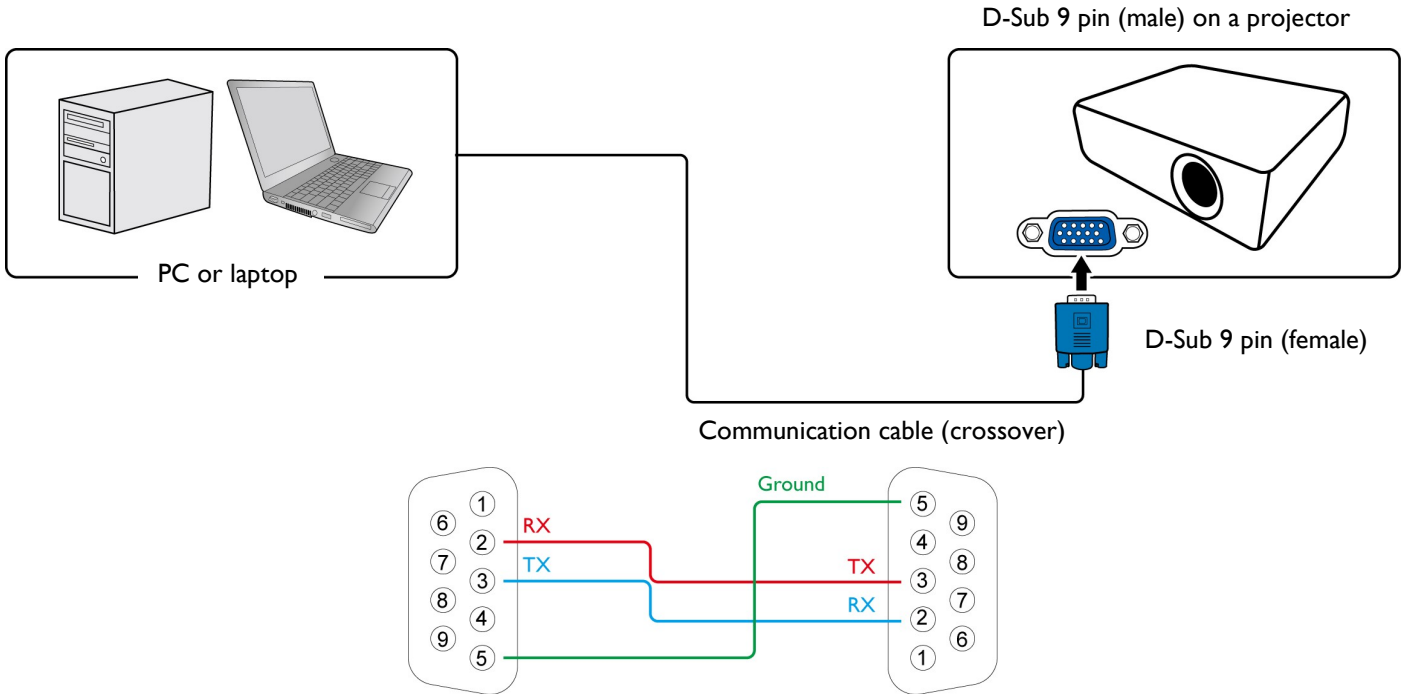 D-Sub 9 pin (male) on a projector
PC or laptop
D-Sub 9 pin (female)
Communication cable (crossover)
Ground
1
6
2
RX
7
3
TX
8
4
9
5
5
9
4
8
TX
3
7
RX
2
6
1